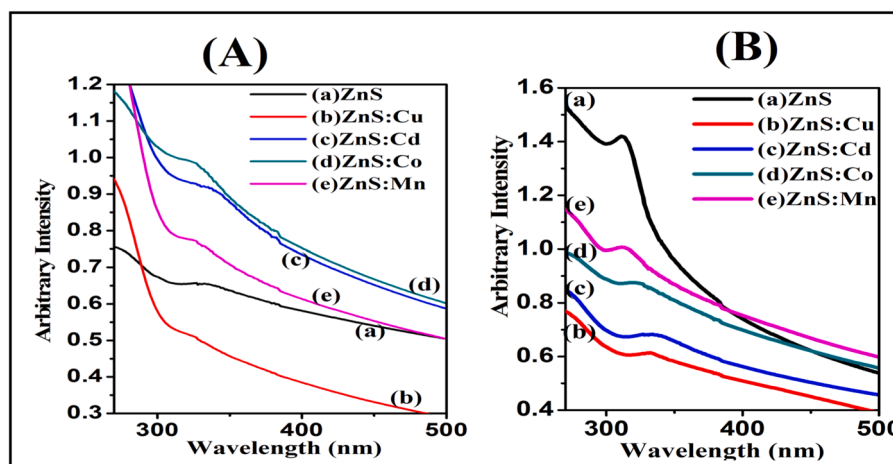 (A)
1.2
1.1
1.0
0.9
0.8
0.7
0.6
0.5
0.4
0.3
Arbitrary Intensity
(a)ZnS
(b)ZnS:Cu
(c)ZnS:Cd
(d)ZnS:Co
(e)ZnS:Mn
(c)
(d)
(e)
(a)
(b)
300
400
500
Wavelength (nm)
(B)
1.6
1.4
1.2
1.0
0.8
0.6
0.4
Arbitrary Intensity
(a)
(a)ZnS
(b)ZnS:Cu
(c)ZnS:Cd
(d)ZnS:Co
(e)ZnS:Mn
(e)
(d)
(c)
(b)
300
400
500
Wavelength (nm)